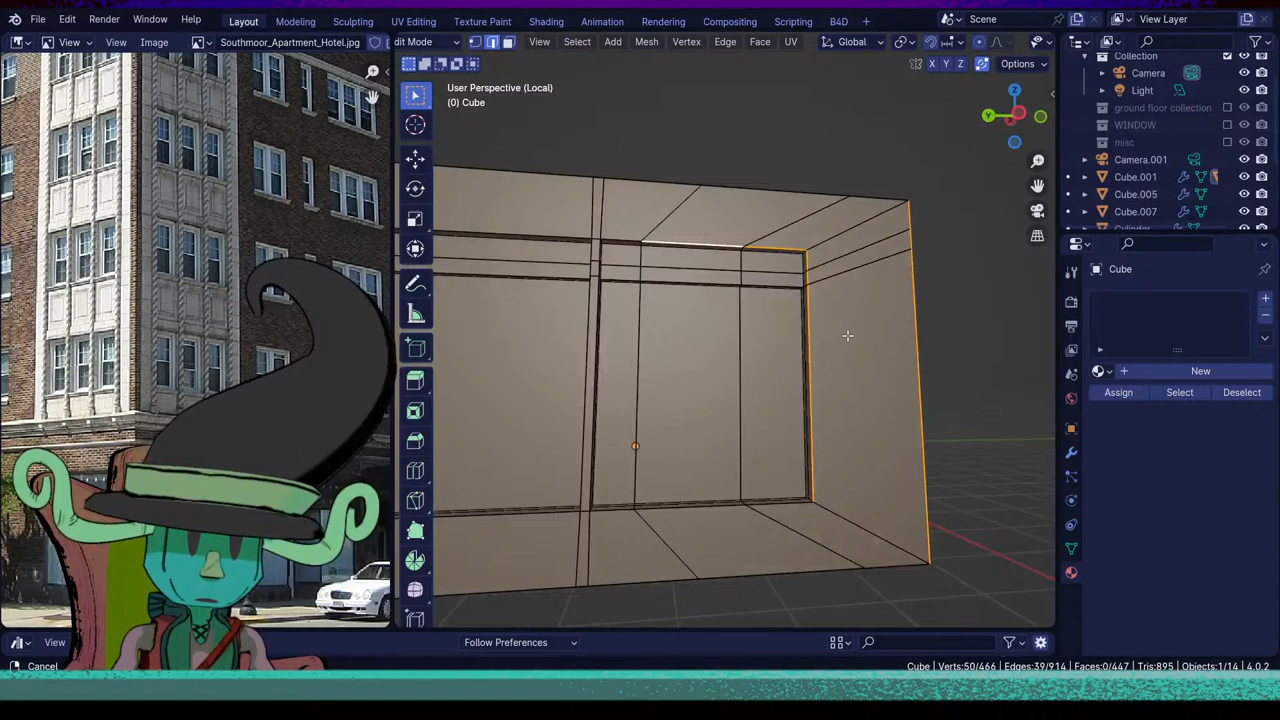 File Edit Render Window Help
Layout Modeling Sculpting UV Editing Texture Paint Shading Animation Rendering Compositing Scripting B4D +
Scene
View Layer
View View Image Southmoor_Apartment_Hotel.jpg
dit Mode View Select Add Mesh Vertex Edge Face UV Global
X Y Z Options
User Perspective (Local)
(0) Cube
Z
Y
Collection
Camera
Light
ground floor collection
WINDOW
misc
Camera.001
Cube.001
Cube.005
Cube.007
Cylinder
Cube
New
Assign Select Deselect
View
Follow Preferences
Cancel
Cube | Verts:50/466 | Edges:39/914 | Faces:0/447 | Tris:895 | Objects:1/14 | 4.0.2